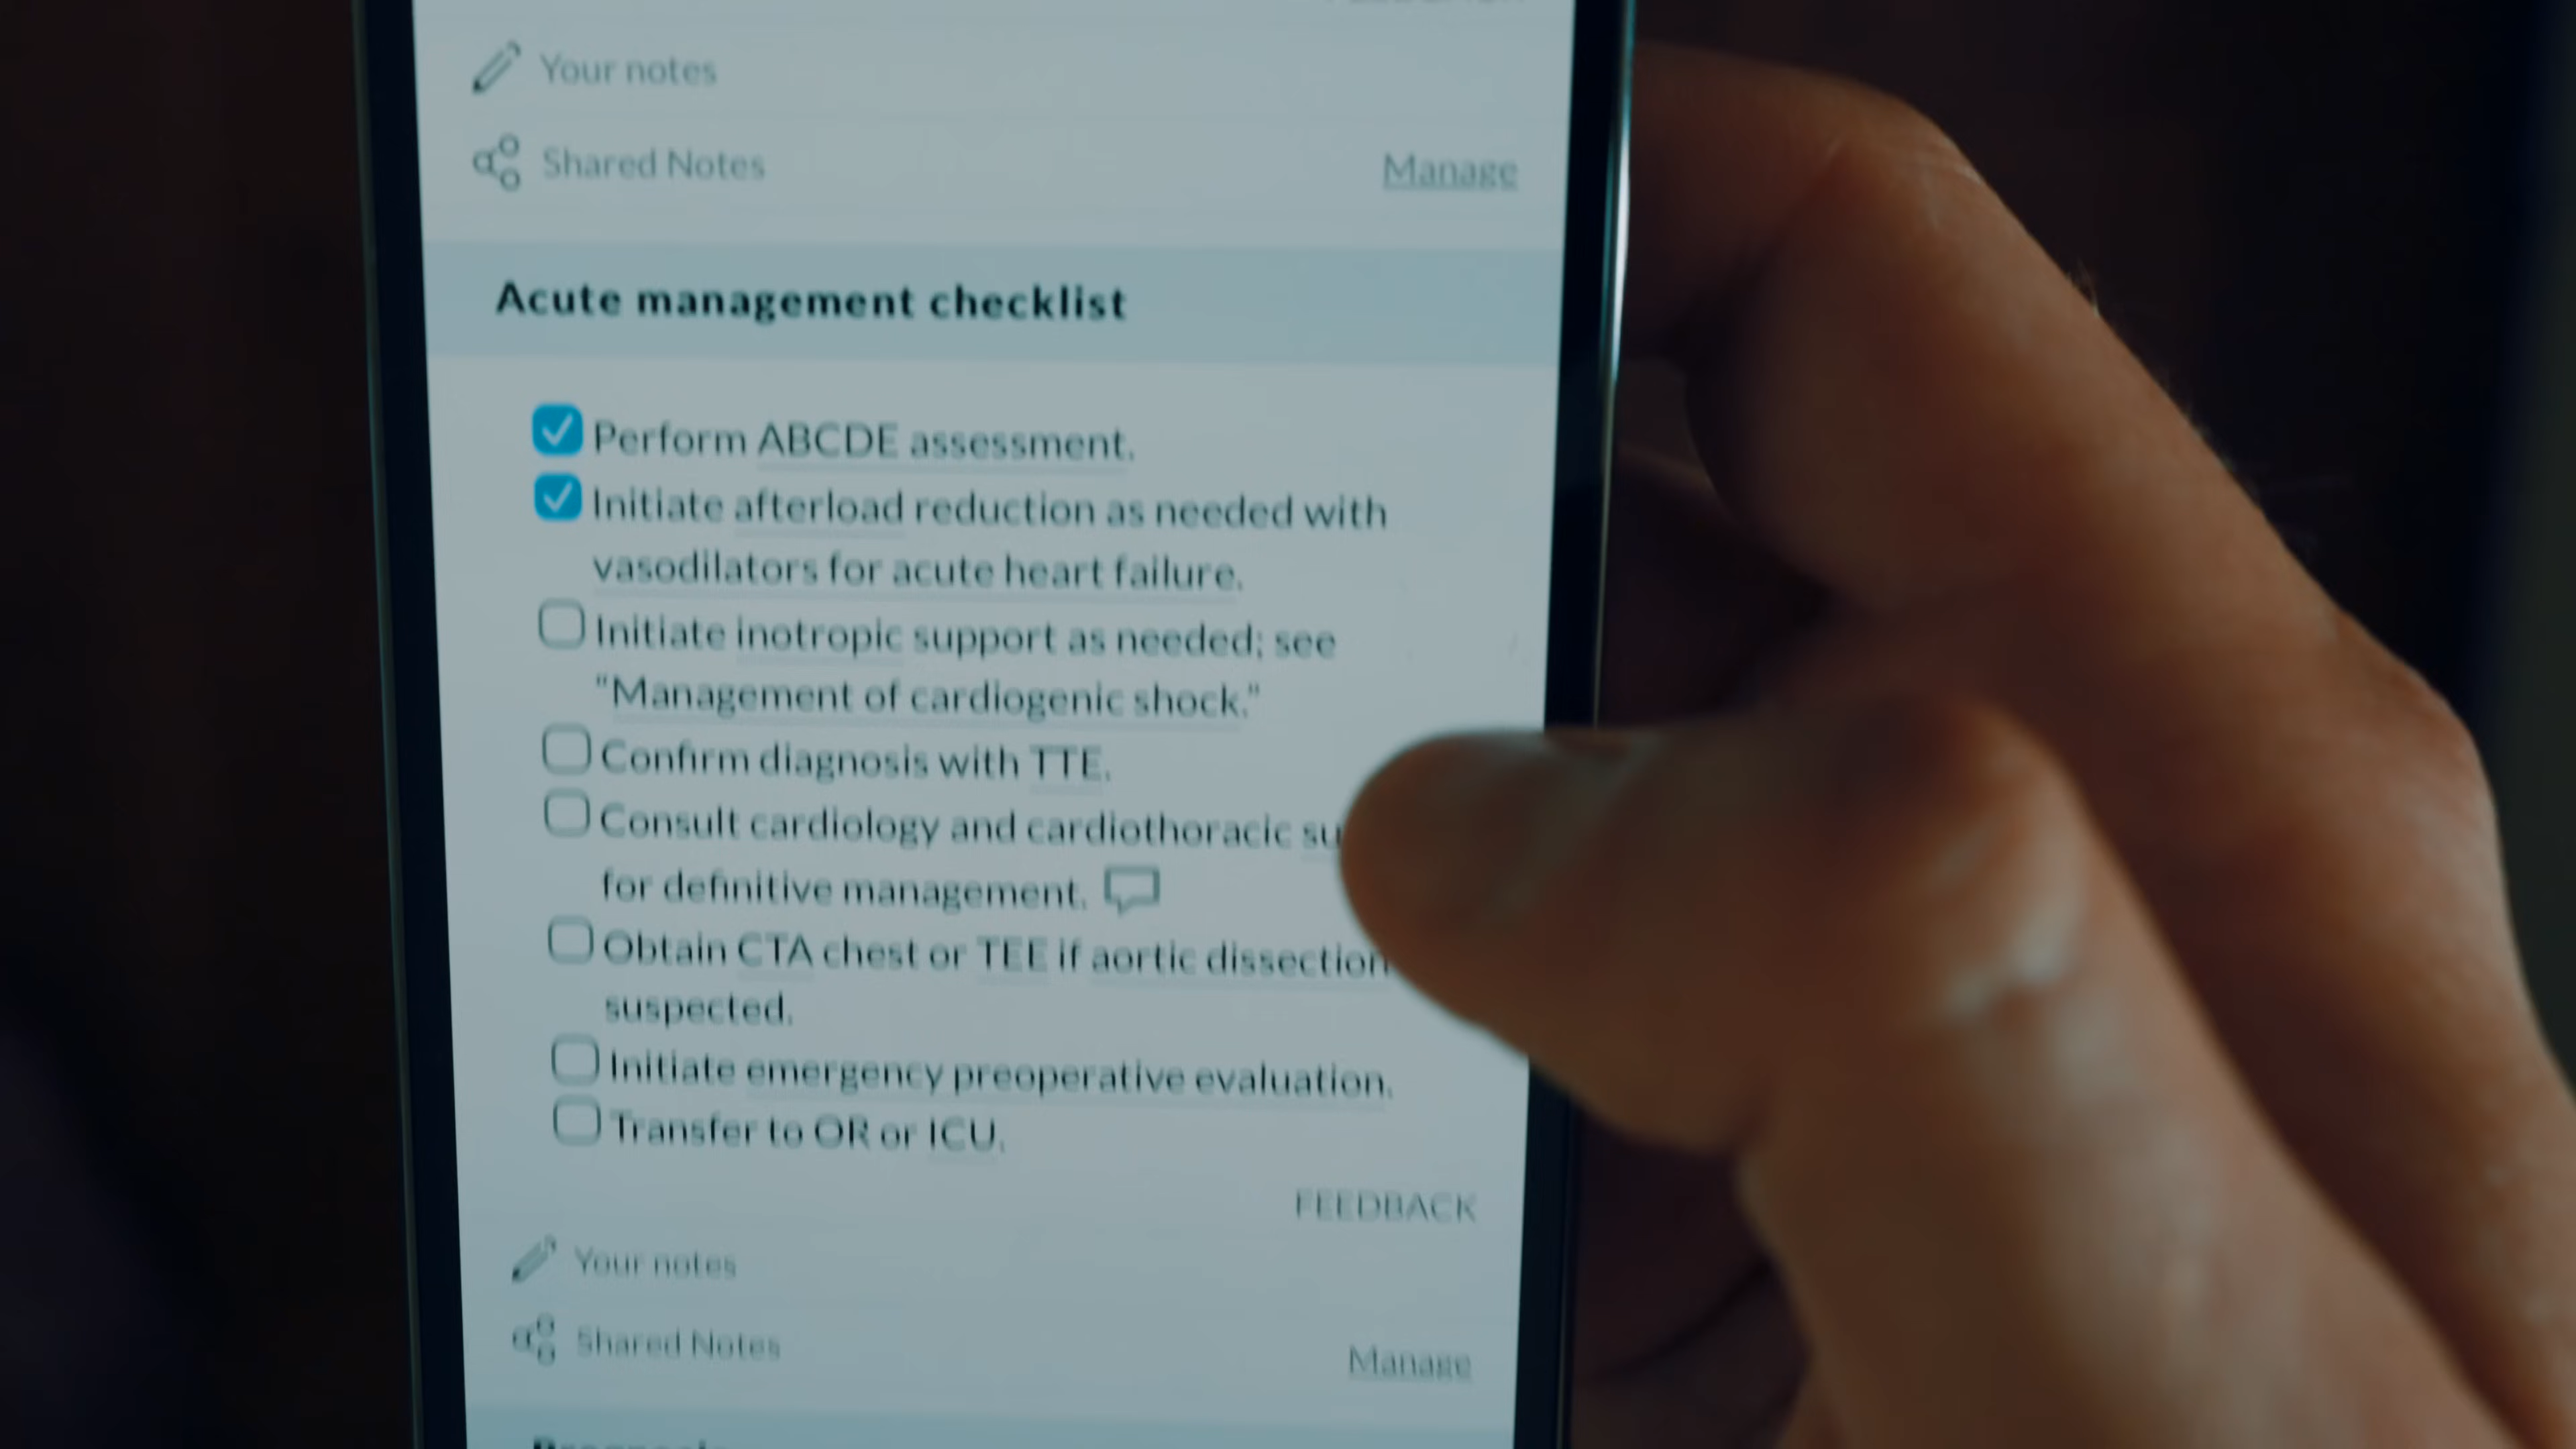 Your notes
Shared Notes
Manage
Acute management checklist
Perform ABCDE assessment.
Initiate afterload reduction as needed with
vasodilators for acute heart failure.
Initiate inotropic support as needed; see
"Management of cardiogenic shock."
Confirm diagnosis with TTE.
Consult cardiology and cardiothoracic
for definitive management.
Obtain CTA chest or TEE if aortic dissection
suspected.
Initiate emergency preoperative evaluation.
Transfer to OR or ICU.
FEEDBACK
Your notes
Shared Notes
Manage